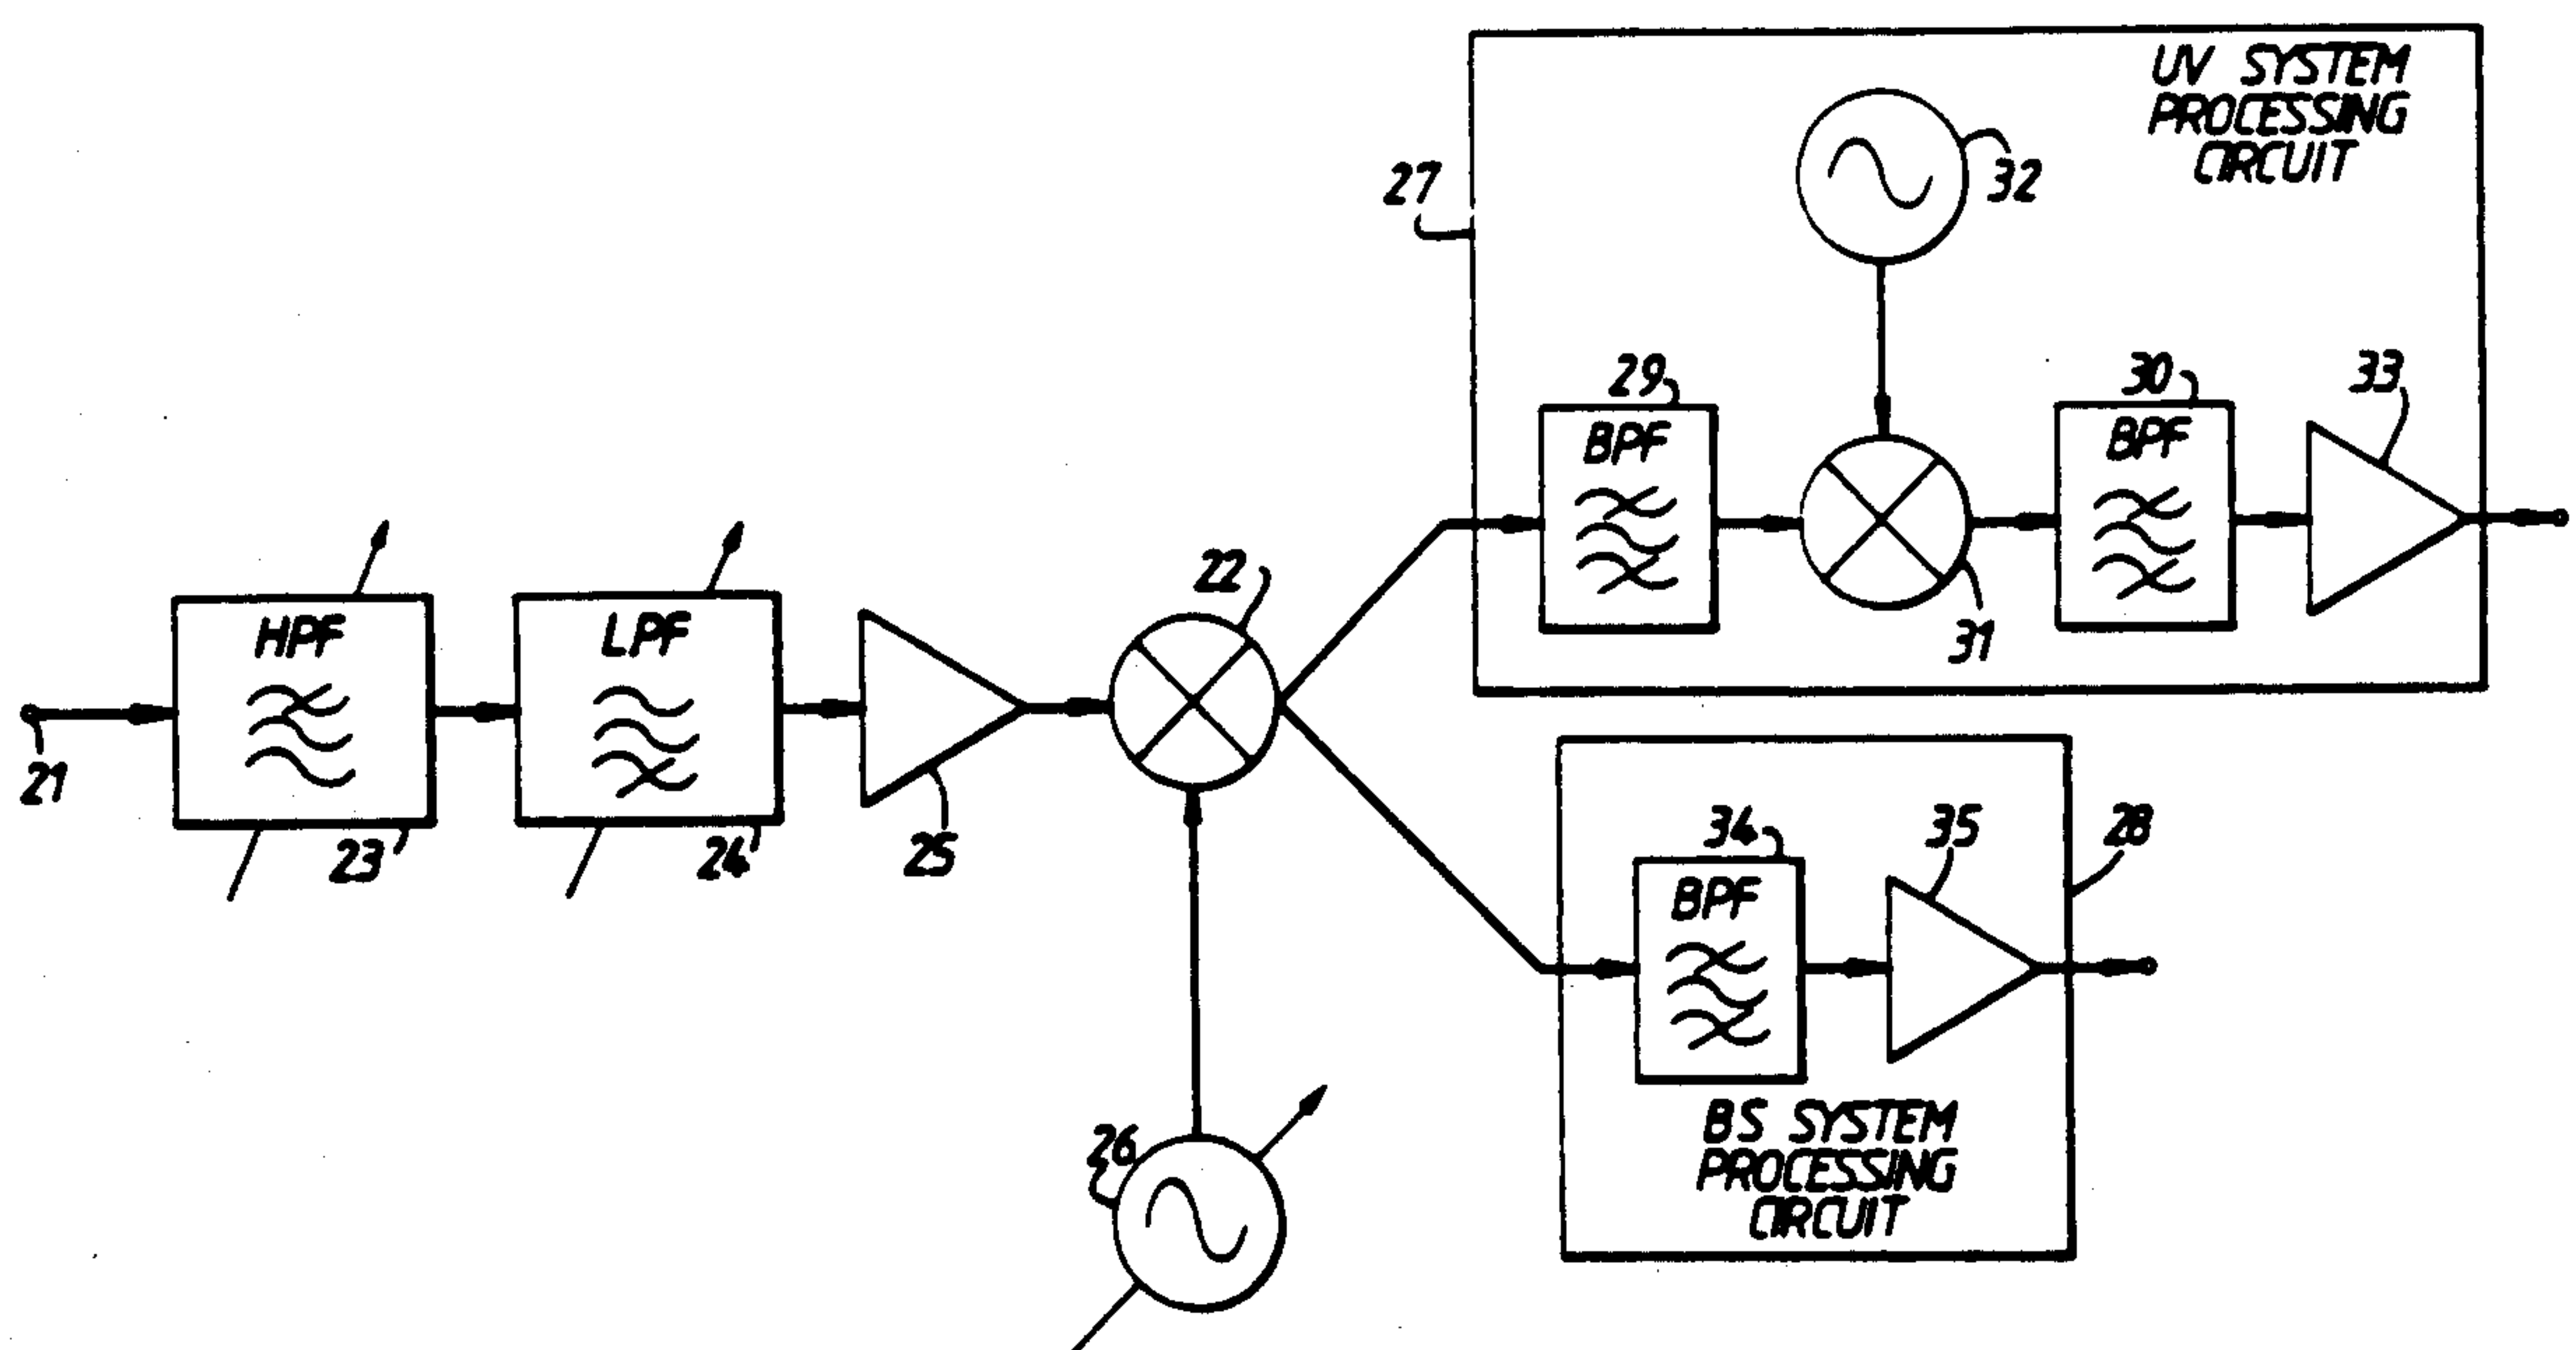 UV SYSTEM
PROCESSING
CIRCUIT
27
32
29
BPF
30
BPF
33
31
22
HPF
LPF
21
23
24
25
26
34
BPF
35
28
BS SYSTEM
PROCESSING
CIRCUIT